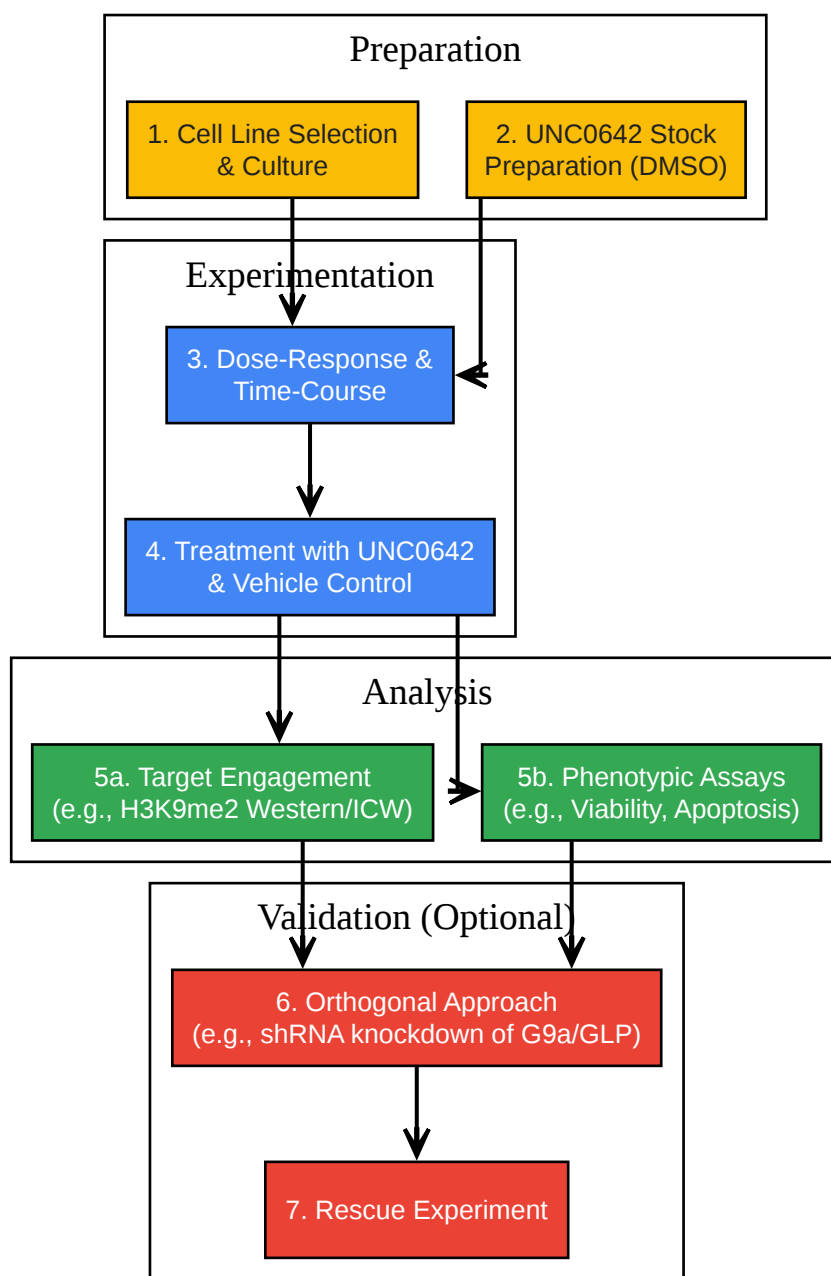 Preparation
1. Cell Line Selection
& Culture
2. UNC0642 Stock
Preparation (DMSO)
Experimentation
3. Dose-Response &
Time-Course
4. Treatment with UNC0642
& Vehicle Control
Analysis
5a. Target Engagement
(e.g., H3K9me2 Western/ICW)
5b. Phenotypic Assays
(e.g., Viability, Apoptosis)
Validation (Optional)
6. Orthogonal Approach
(e.g., shRNA knockdown of G9a/GLP)
7. Rescue Experiment